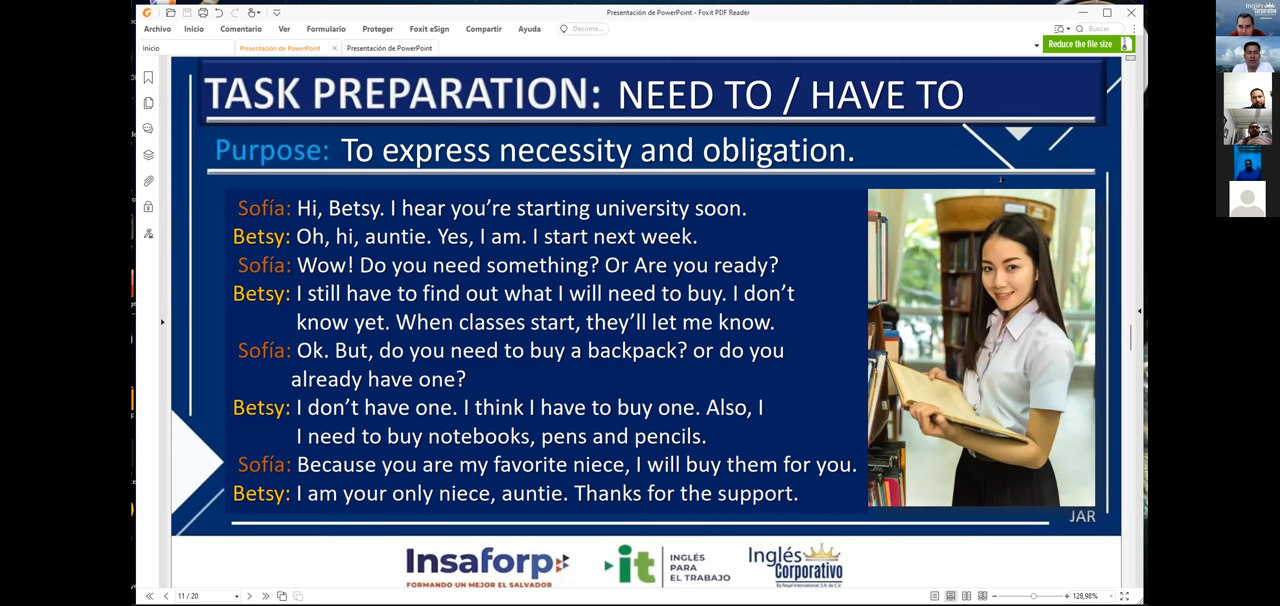 Presentación de PowerPoint - Foxit PDF Reader
Archivo Inicio Comentario Ver Formulario Proteger Foxit eSign Compartir Ayuda Decirme... Buscar
Inicio Presentación de PowerPoint Presentación de PowerPoint Reduce the file size
TASK PREPARATION: NEED TO / HAVE TO
Purpose: To express necessity and obligation.
Sofía: Hi, Betsy. I hear you're starting university soon.
Betsy: Oh, hi, auntie. Yes, I am. I start next week.
Sofía: Wow! Do you need something? Or Are you ready?
Betsy: I still have to find out what I will need to buy. I don't
know yet. When classes start, they'll let me know.
Sofía: Ok. But, do you need to buy a backpack? or do you
already have one?
Betsy: I don't have one. I think I have to buy one. Also, I
I need to buy notebooks, pens and pencils.
Sofía: Because you are my favorite niece, I will buy them for you.
Betsy: I am your only niece, auntie. Thanks for the support.
JAR
Insaforp
FORMANDO UN MEJOR EL SALVADOR
it INGLÉS PARA EL TRABAJO
Inglés Corporativo
11 / 20
128,98%
Inglés Corporativo